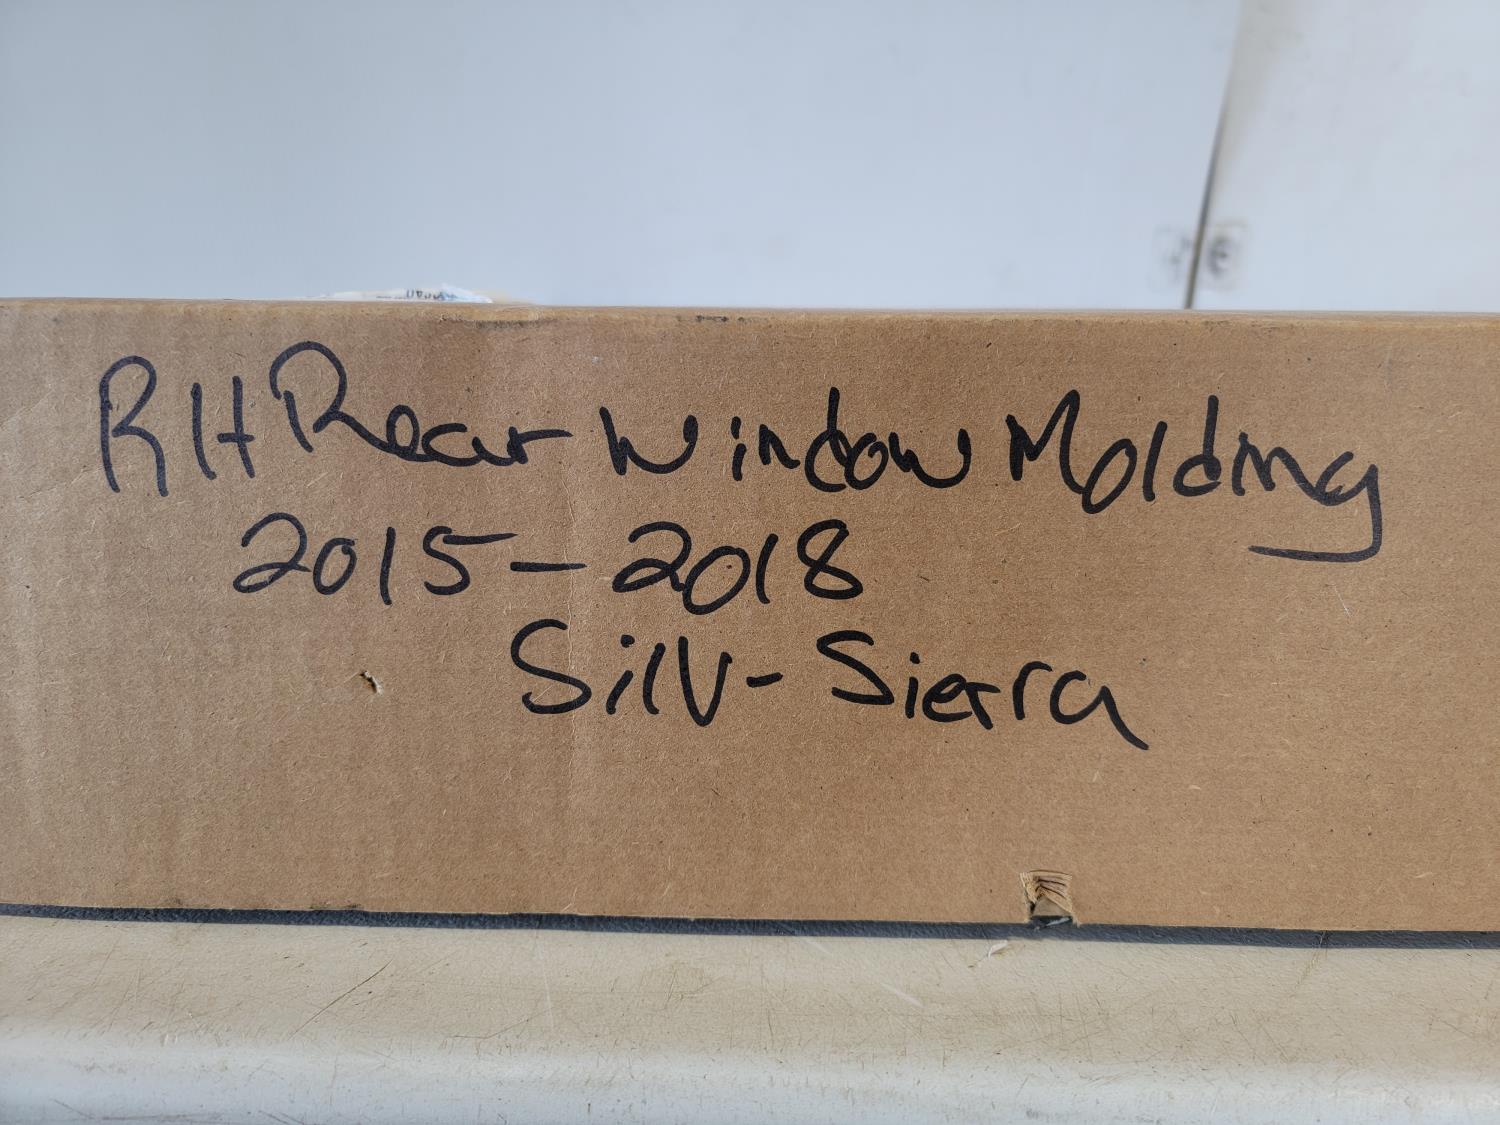 RH Rear Window Molding
2015-2018
Silv-Sierra